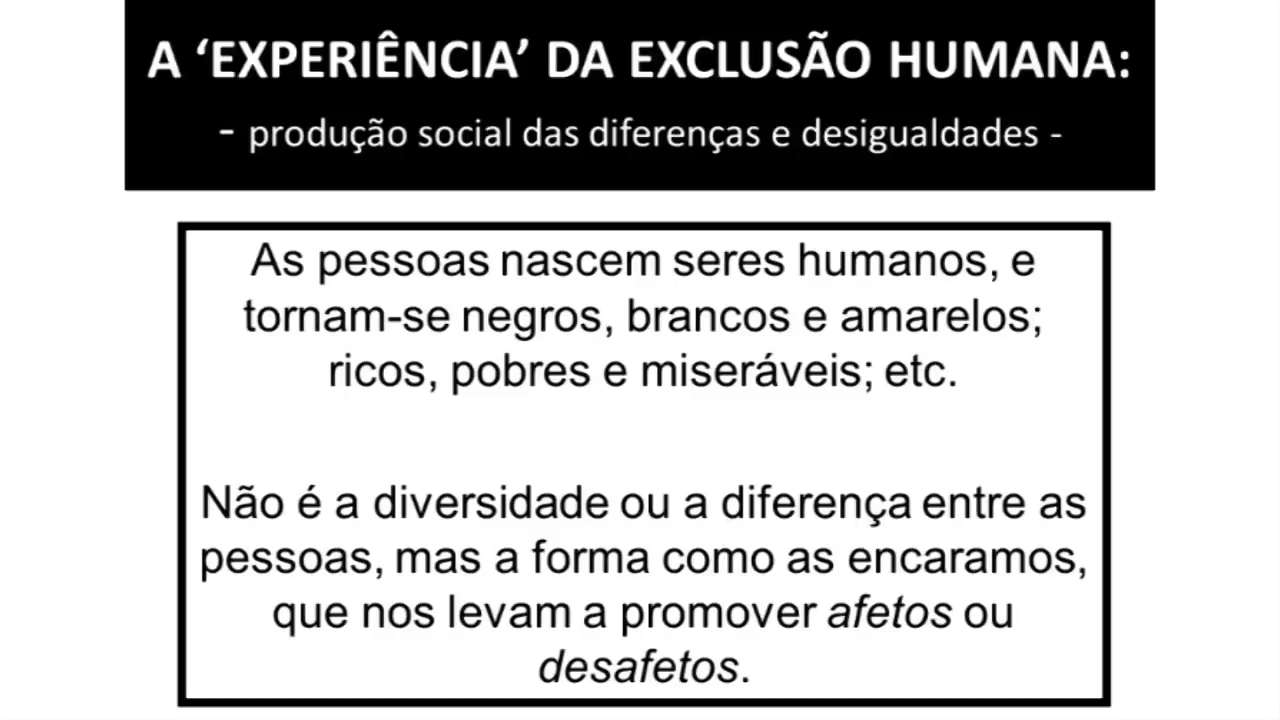 A ‘EXPERIÊNCIA’ DA EXCLUSÃO HUMANA:
- produção social das diferenças e desigualdades -
As pessoas nascem seres humanos, e
tornam-se negros, brancos e amarelos;
ricos, pobres e miseráveis; etc.
Não é a diversidade ou a diferença entre as
pessoas, mas a forma como as encaramos,
que nos levam a promover afetos ou
desafetos.